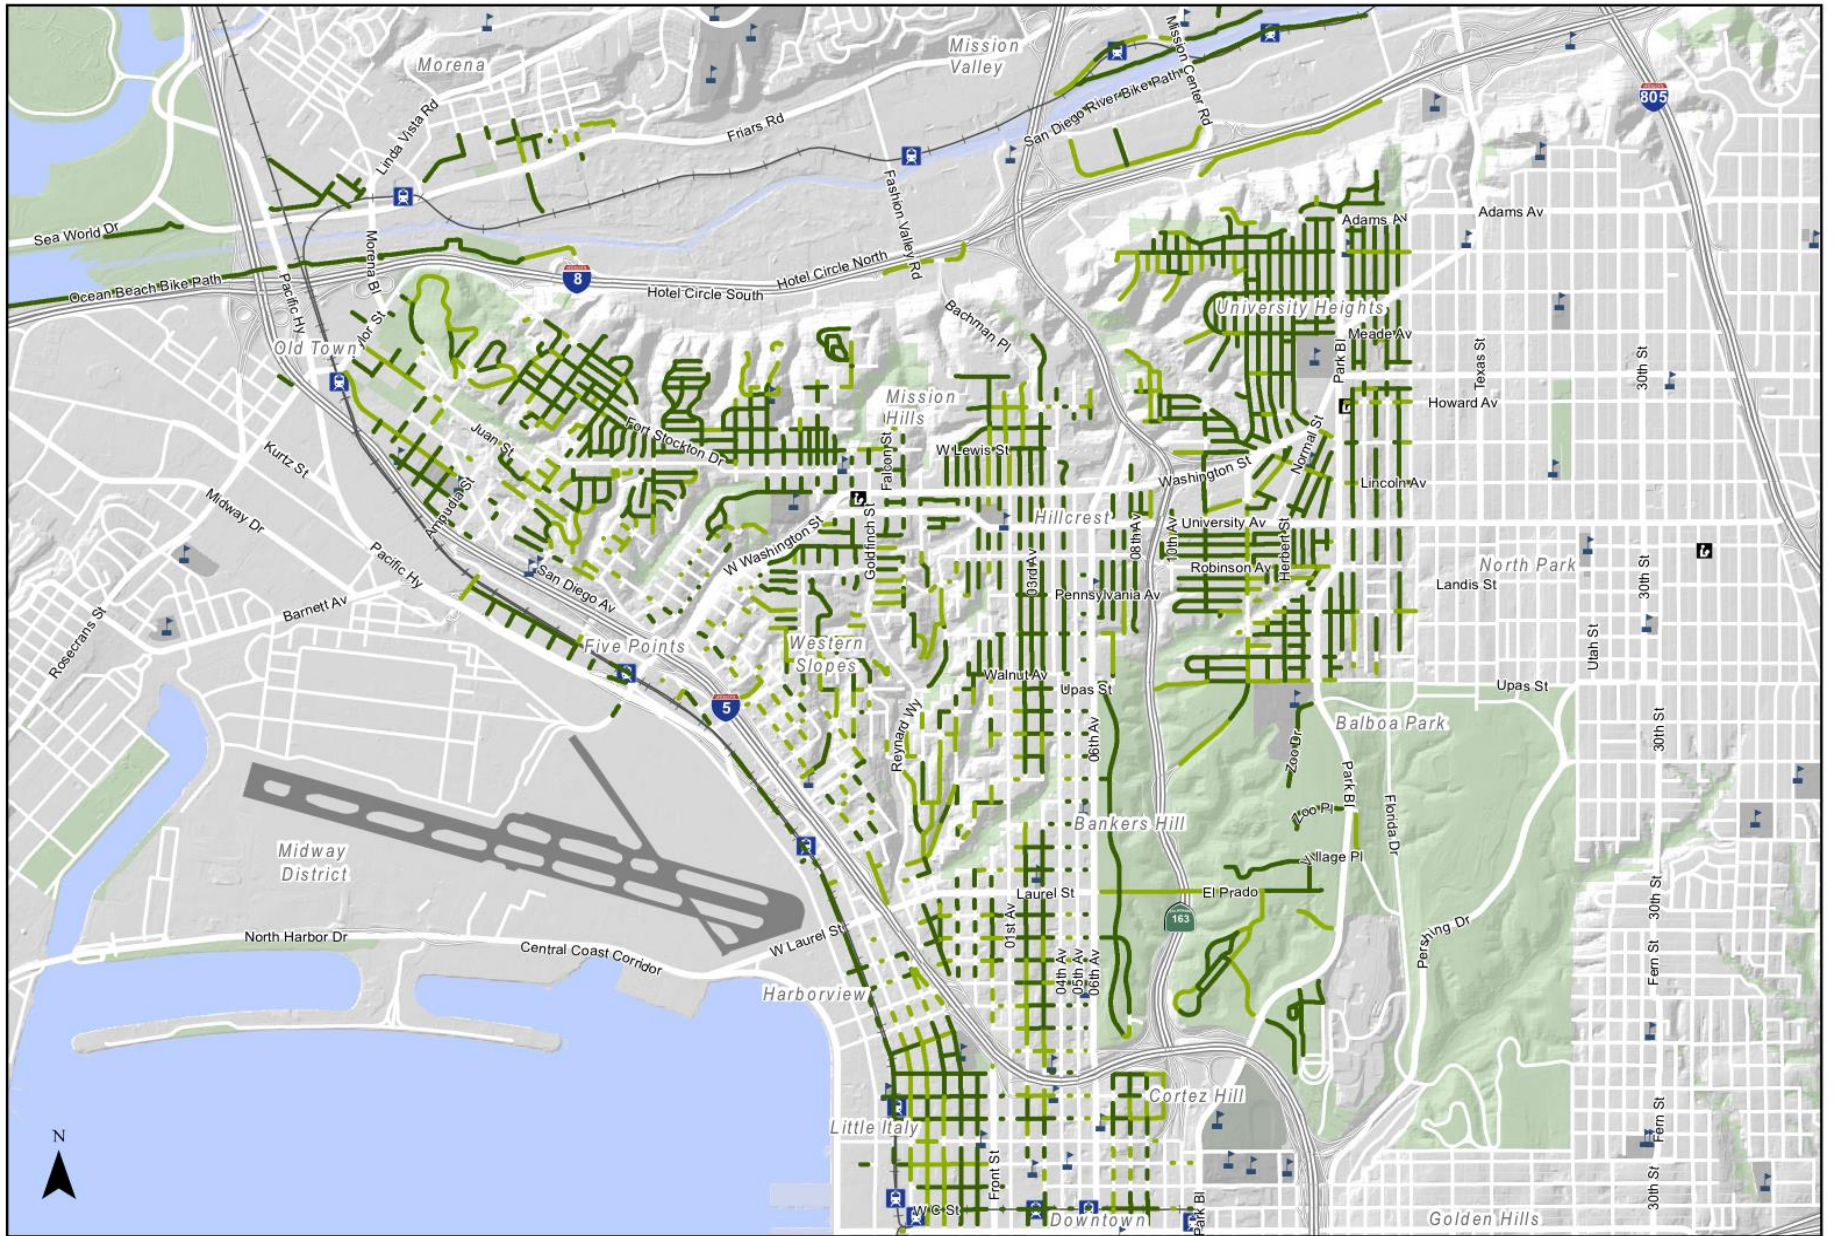 Mission
Valley
Morena
Mission Center Rd
805
San Diego River Bike Path
Linda Vista Rd
Friars Rd
Fashion Valley Rd
Adams Av
Adams Av
Sea World Dr
Morena Bl
Hotel Circle North
8
Hotel Circle South
Ocean Beach Bike Path
Pacific Hy
Bachman Pl
University Heights
Meade Av
Old Town
Park Bl
Texas St
30th St
Mission
Hills
Howard Av
Fort Stockton Dr
Juan St
Falcon St
W Lewis St
Normal St
Kurtz St
Washington St
Lincoln Av
Midway Dr
Ampudia St
Goldfinch St
Hillcrest
University Av
W Washington St
08th Av
10th Av
Herbert St
Pacific Hy
03rd Av
Robinson Av
North Park
San Diego Av
Pennsylvania Av
Landis St
30th St
Barnett Av
Rosecrans St
Five Points
Western
Slopes
Utah St
Walnut Av
Upas St
Upas St
5
Reynard Wy
06th Av
Balboa Park
30th St
Zoo Dr
Park Bl
Zoo Pl
Florida Dr
Bankers Hill
Midway
District
Village Pl
Laurel St
El Prado
30th St
163
01st Av
North Harbor Dr
W Laurel St
Central Coast Corridor
Pershing Dr
04th Av
05th Av
06th Av
Fern St
Harborview
Cortez Hill
Little Italy
Fern St
N
Front St
30th St
W C St
Downtown
Park Bl
Golden Hills